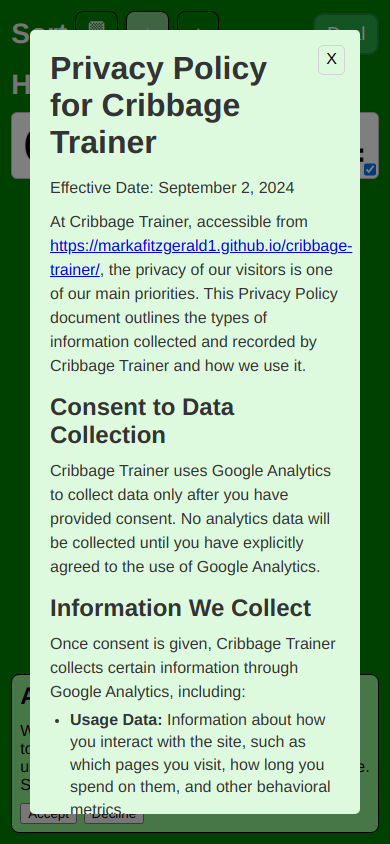 Sort
X
Privacy Policy
for Cribbage
Trainer
Effective Date: September 2, 2024
At Cribbage Trainer, accessible from
https://markafitzgerald1.github.io/cribbage-
trainer/, the privacy of our visitors is one
of our main priorities. This Privacy Policy
document outlines the types of
information collected and recorded by
Cribbage Trainer and how we use it.
Consent to Data
Collection
Cribbage Trainer uses Google Analytics
to collect data only after you have
provided consent. No analytics data will
be collected until you have explicitly
agreed to the use of Google Analytics.
Information We Collect
Once consent is given, Cribbage Trainer
collects certain information through
Google Analytics, including:
• Usage Data: Information about how
you interact with the site, such as
which pages you visit, how long you
spend on them, and other behavioral
metrics.
Accept Decline